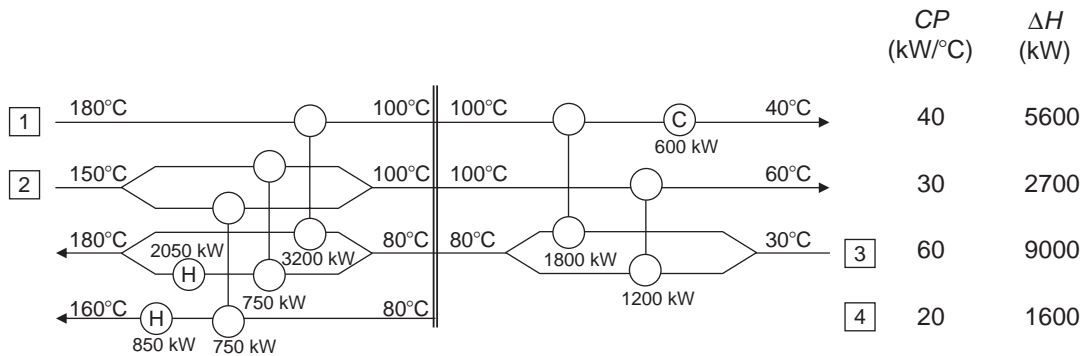 CP ΔH
(kW/°C) (kW)
1 180°C 100°C 100°C C 40°C 40 5600
600 kW
2 150°C 100°C 100°C 60°C 30 2700
180°C 2050 kW H 3200 kW 80°C 80°C 1800 kW 30°C 3 60 9000
750 kW 1200 kW
160°C H 80°C 4 20 1600
850 kW 750 kW